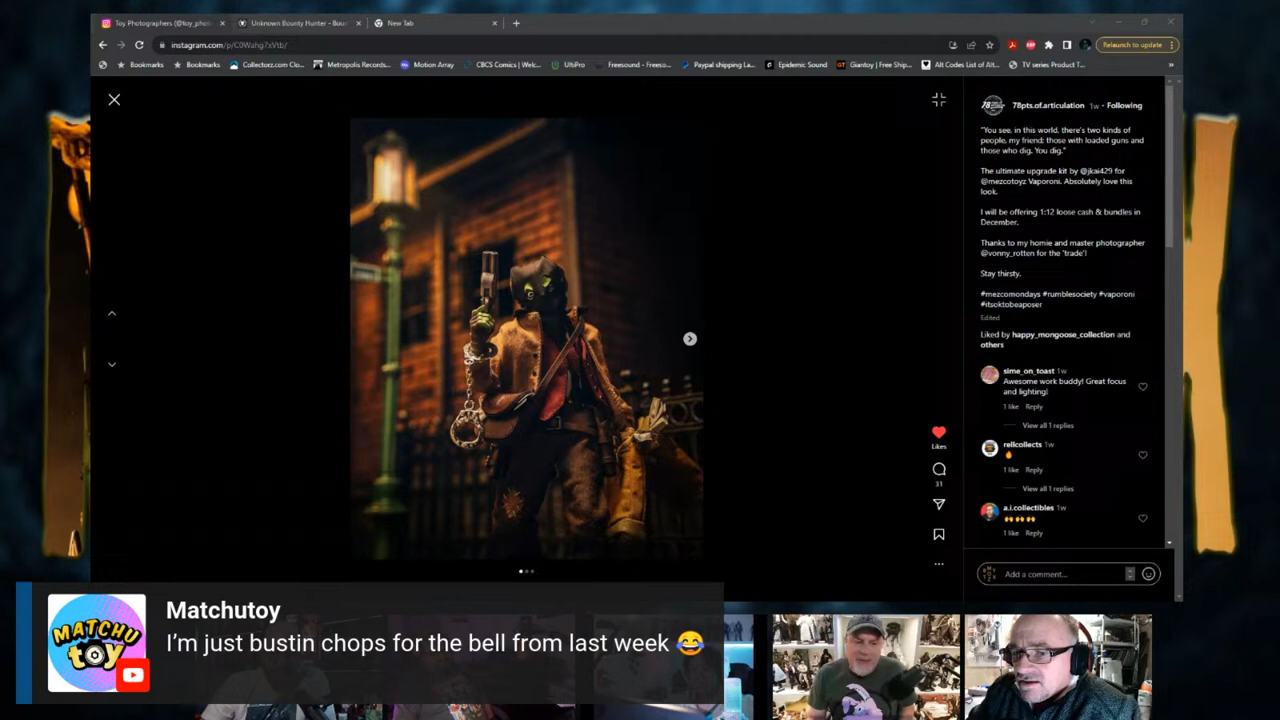 Toy Photographers (@toy_phot
Unknown Bounty Hunter - Bou
New Tab
instagram.com/p/C0Wahg7xVtb/
Relaunch to update
Bookmarks
Bookmarks
Collectorz.com Clo...
Metropolis Records...
Motion Array
CBCS Comics | Welc...
UltiPro
Freesound - Freeso...
Paypal shipping La...
Epidemic Sound
Giantoy | Free Ship...
Alt Codes List of Alt...
TV series Product T...
78pts.of.articulation 1w • Following
"You see, in this world, there's two kinds of
people, my friend: those with loaded guns and
those who dig. You dig."
The ultimate upgrade kit by @jkai429 for
@mezcotoyz Vaporoni. Absolutely love this
look.
I will be offering 1:12 loose cash & bundles in
December.
Thanks to my homie and master photographer
@vonny_rotten for the 'trade'!
Stay thirsty.
#mezcomondays #rumblesociety #vaporoni
#itsoktobeaposer
Edited
Liked by happy_mongoose_collection and
others
sime_on_toast 1w
Awesome work buddy! Great focus
and lighting!
1 like Reply
View all 1 replies
rellcollects 1w
1 like Reply
View all 1 replies
a.i.collectibles 1w
1 like Reply
Add a comment...
Likes
31
MATCHU
TOY
Matchutoy
I'm just bustin chops for the bell from last week 😂